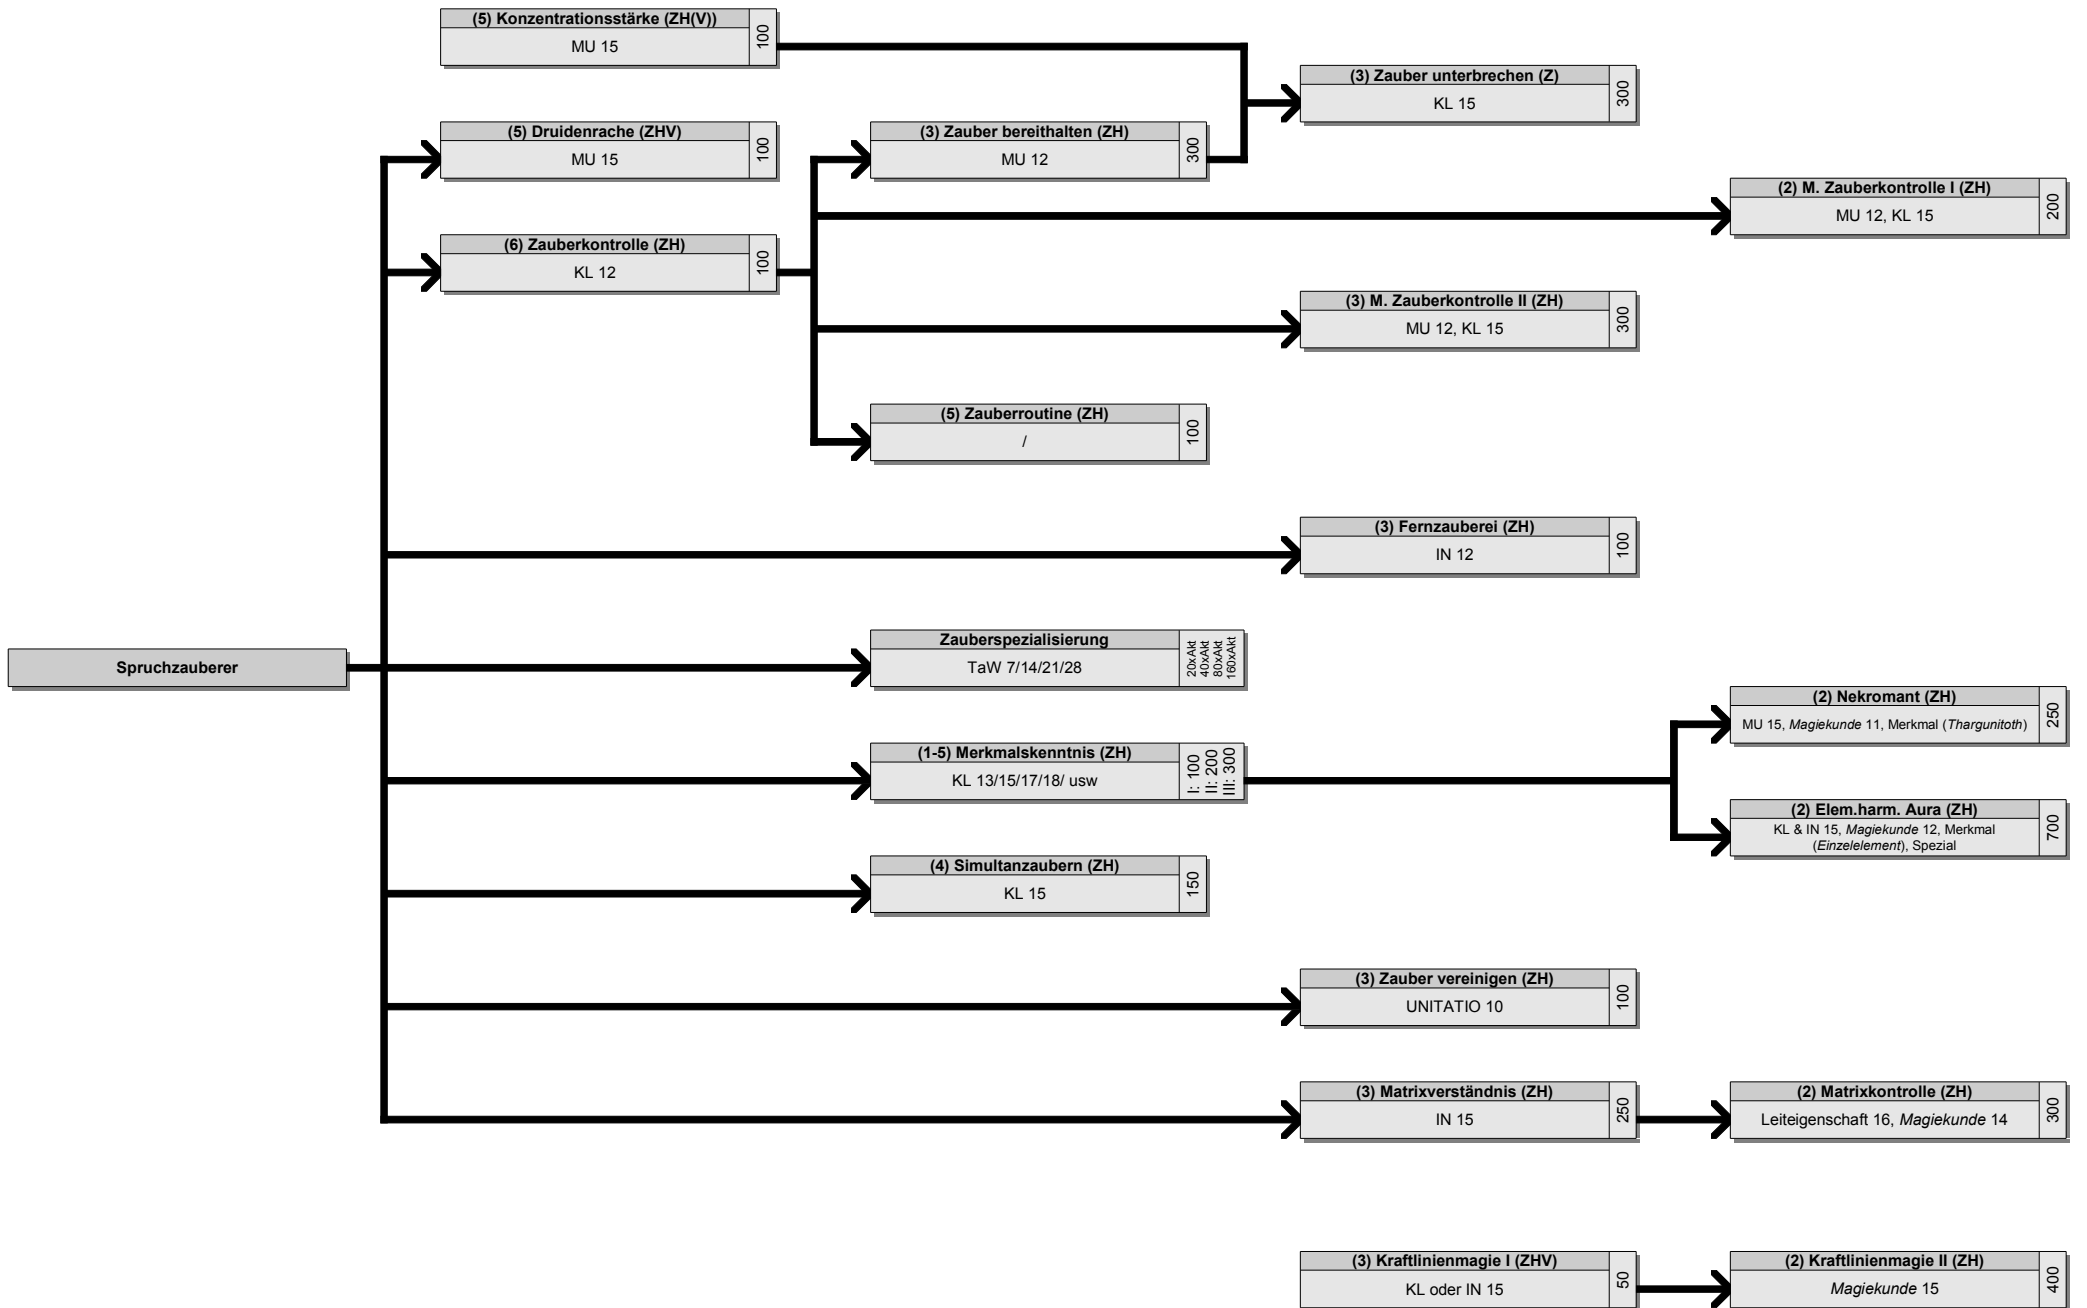 (5) Konzentrationsstärke (ZH(V))
MU 15
100
(3) Zauber unterbrechen (Z)
KL 15
300
(5) Druidenrache (ZHV)
MU 15
100
(3) Zauber bereithalten (ZH)
MU 12
300
(2) M. Zauberkontrolle I (ZH)
MU 12, KL 15
200
(6) Zauberkontrolle (ZH)
KL 12
100
(3) M. Zauberkontrolle II (ZH)
MU 12, KL 15
300
(5) Zauberroutine (ZH)
/
100
(3) Fernzauberei (ZH)
IN 12
100
Spruchzauberer
Zauberspezialisierung
TaW 7/14/21/28
20xAkt
40xAkt
80xAkt
160xAkt
(2) Nekromant (ZH)
MU 15, Magiekunde 11, Merkmal (Thargunitoth)
250
(1-5) Merkmalskenntnis (ZH)
KL 13/15/17/18/ usw
I: 100
II: 200
III: 300
(2) Elem.harm. Aura (ZH)
KL & IN 15, Magiekunde 12, Merkmal
(Einzelelement), Spezial
700
(4) Simultanzaubern (ZH)
KL 15
150
(3) Zauber vereinigen (ZH)
UNITATIO 10
100
(3) Matrixverständnis (ZH)
IN 15
250
(2) Matrixkontrolle (ZH)
Leiteigenschaft 16, Magiekunde 14
300
(3) Kraftlinienmagie I (ZHV)
KL oder IN 15
50
(2) Kraftlinienmagie II (ZH)
Magiekunde 15
400